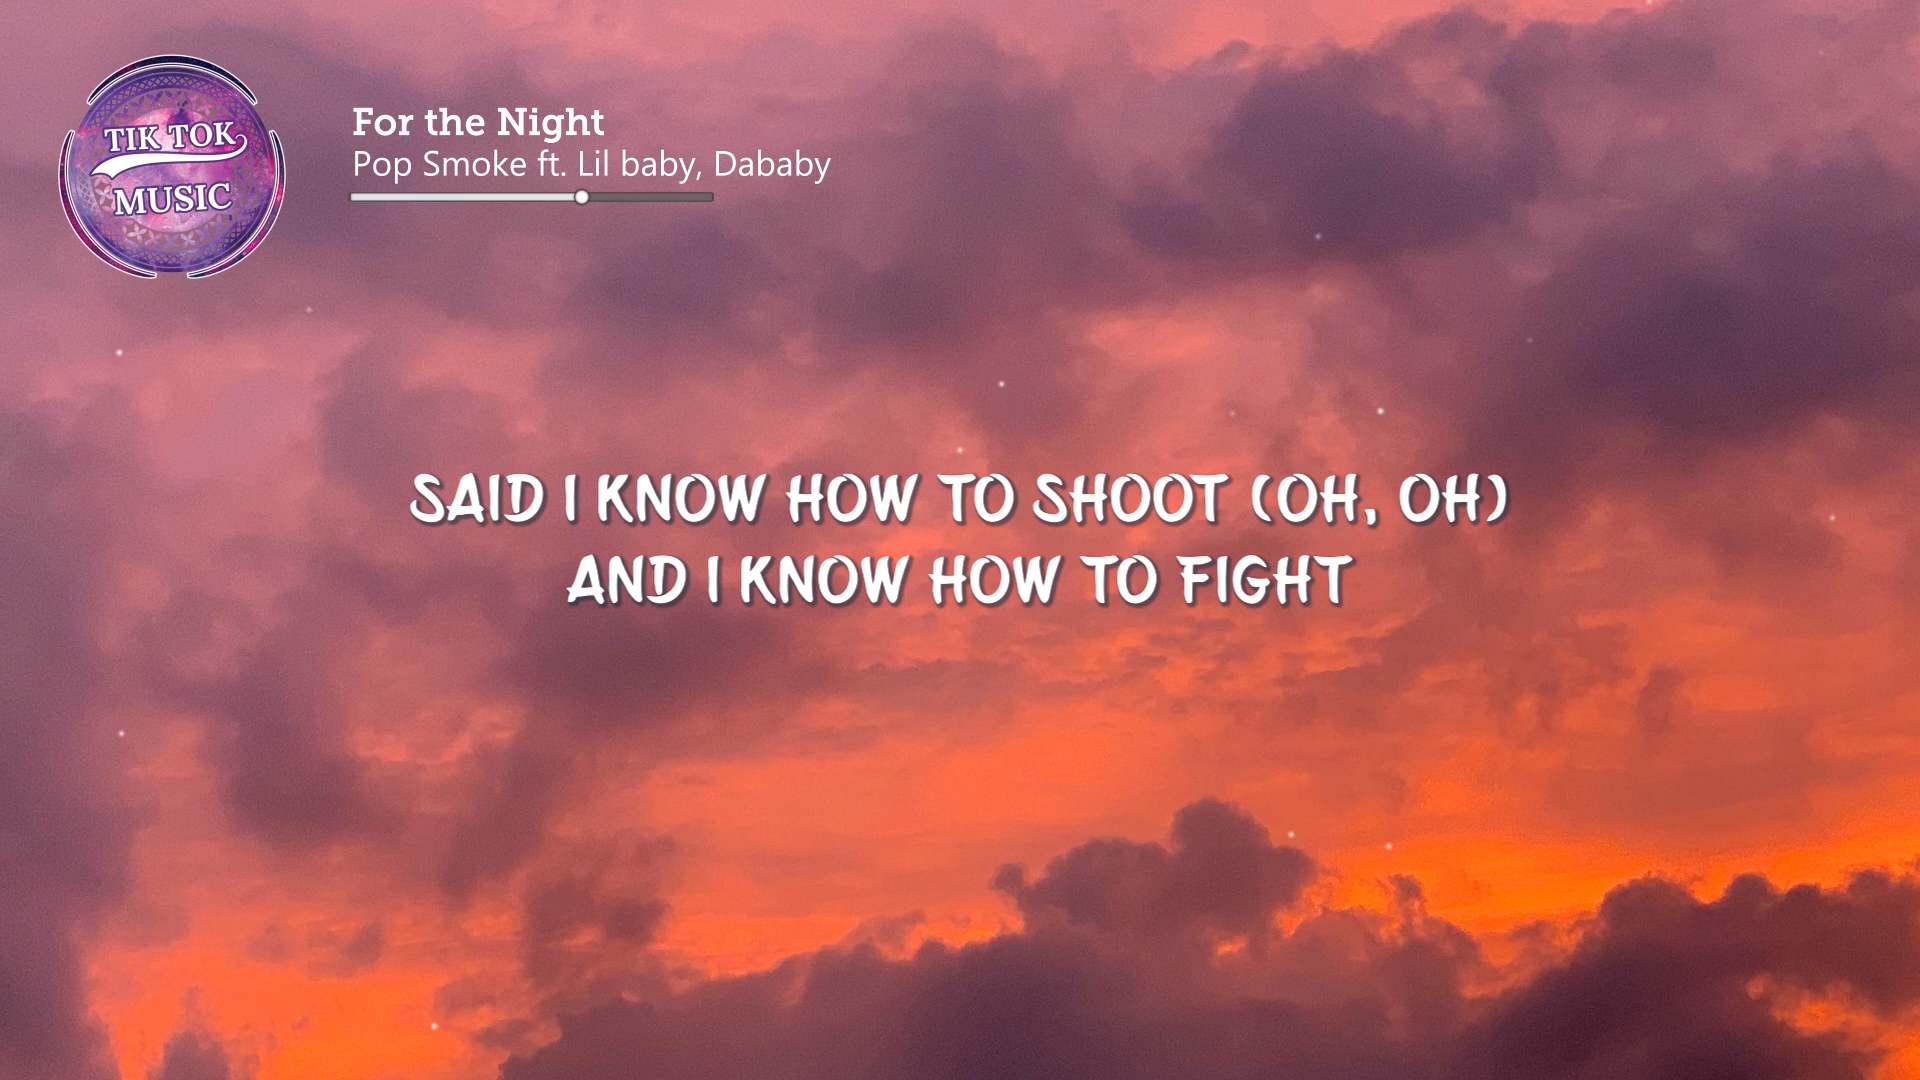 TIK TOK
MUSIC
For the Night
Pop Smoke ft. Lil baby, Dababy
SAID I KNOW HOW TO SHOOT (OH, OH)
AND I KNOW HOW TO FIGHT